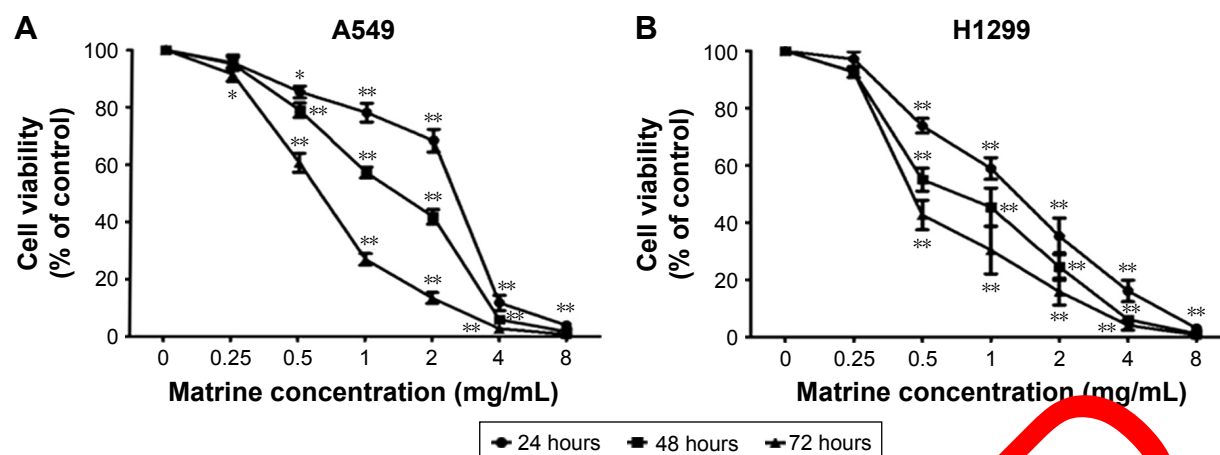 A
A549
Cell viability
(% of control)
100
80
60
40
20
0
* * ** ** ** ** ** ** ** ** ** ** ** ** ** **
0 0.25 0.5 1 2 4 8
Matrine concentration (mg/mL)
B
H1299
Cell viability
(% of control)
100
80
60
40
20
0
** ** ** ** ** ** ** ** ** ** ** ** **
0 0.25 0.5 1 2 4 8
Matrine concentration (mg/mL)
24 hours 48 hours 72 hours